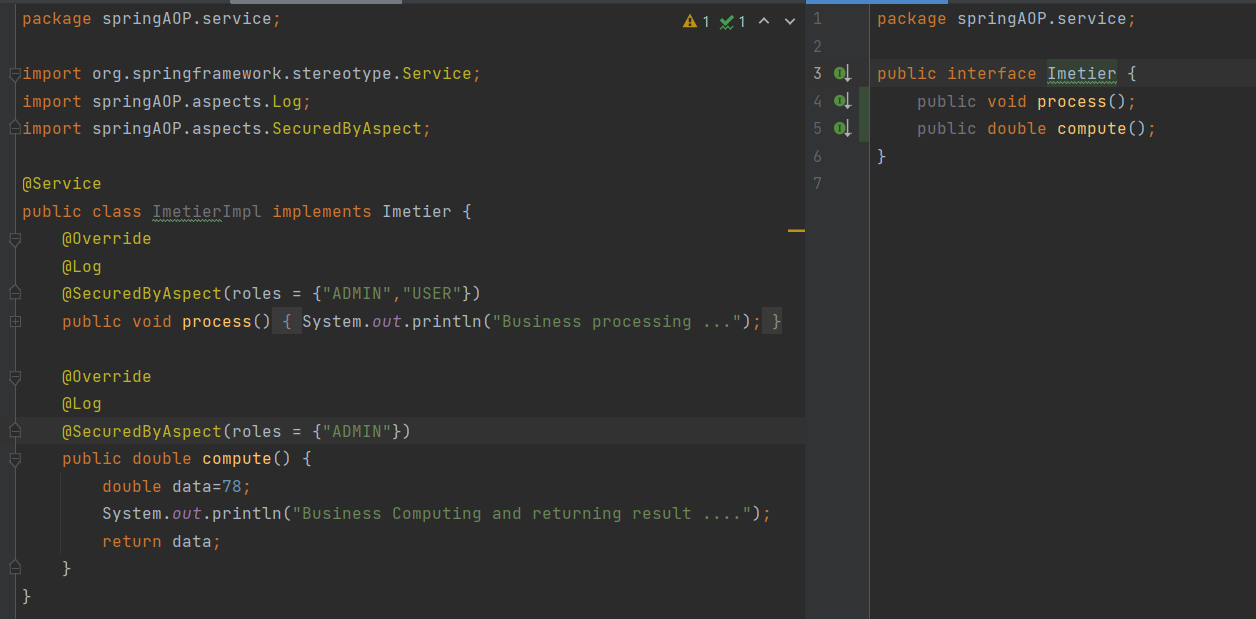 package springAOP.service;
1 1
import org.springframework.stereotype.Service;
import springAOP.aspects.Log;
import springAOP.aspects.SecuredByAspect;
@Service
public class ImetierImpl implements Imetier {
@Override
@Log
@SecuredByAspect(roles = {"ADMIN","USER"})
public void process() { System.out.println("Business processing ..."); }
@Override
@Log
@SecuredByAspect(roles = {"ADMIN"})
public double compute() {
double data=78;
System.out.println("Business Computing and returning result ....");
return data;
}
}
1 package springAOP.service;
2
3 public interface Imetier {
4 public void process();
5 public double compute();
6 }
7